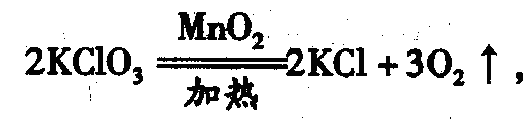 MnO₂
2KClO₃ ═══ 2KCl + 3O₂ ↑ ,
加热